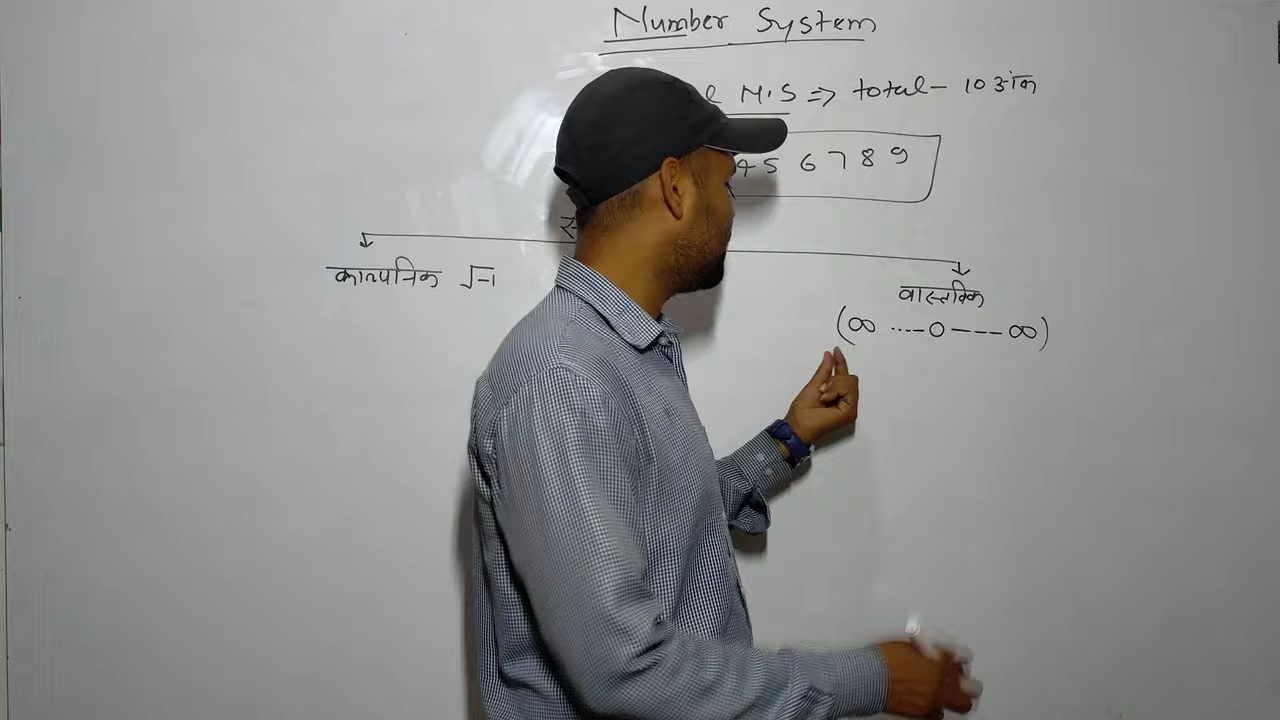 Number System
N.S => total - 10 अंक
4 5 6 7 8 9
काल्पनिक √-1
वास्तविक
(∞ ....-0---- ∞)